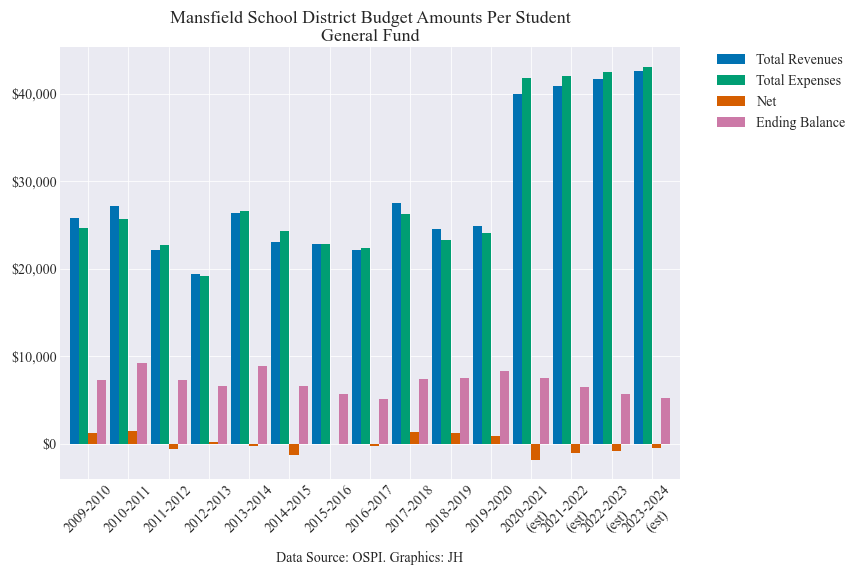 Mansfield School District Budget Amounts Per Student
General Fund
Total Revenues
Total Expenses
Net
Ending Balance
$40,000
$30,000
$20,000
$10,000
$0
2009-2010
2010-2011
2011-2012
2012-2013
2013-2014
2014-2015
2015-2016
2016-2017
2017-2018
2018-2019
2019-2020
2020-2021
(est)
2021-2022
(est)
2022-2023
(est)
2023-2024
(est)
Data Source: OSPI. Graphics: JH